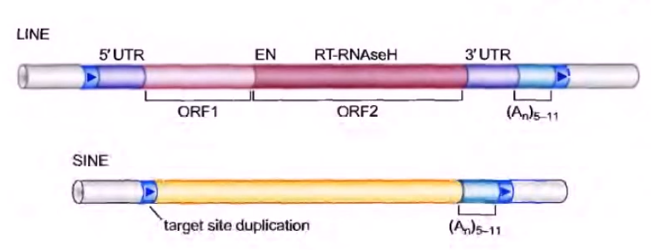 LINE
5' UTR EN RT-RNAseH 3' UTR
ORF1 ORF2 (Aₙ)₅₋₁₁
SINE
target site duplication (Aₙ)₅₋₁₁